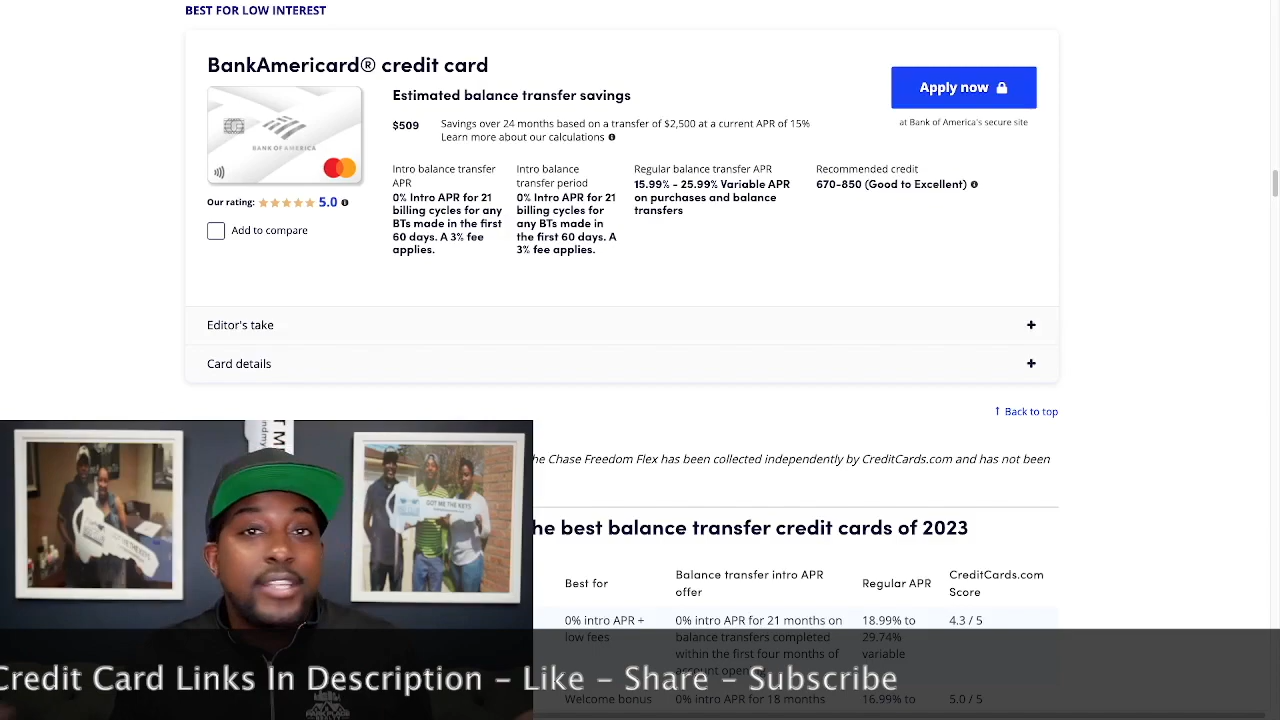 BEST FOR LOW INTEREST
BankAmericard® credit card
Apply now
at Bank of America's secure site
Estimated balance transfer savings
$509
Savings over 24 months based on a transfer of $2,500 at a current APR of 15%
Learn more about our calculations
BANK OF AMERICA
Our rating: 5.0
Add to compare
Intro balance transfer
APR
0% Intro APR for 21
billing cycles for any
BTs made in the first
60 days. A 3% fee
applies.
Intro balance
transfer period
0% Intro APR for 21
billing cycles for
any BTs made in
the first 60 days. A
3% fee applies.
Regular balance transfer APR
15.99% - 25.99% Variable APR
on purchases and balance
transfers
Recommended credit
670-850 (Good to Excellent)
Editor's take
Card details
↑ Back to top
he Chase Freedom Flex has been collected independently by CreditCards.com and has not been
he best balance transfer credit cards of 2023
Best for
Balance transfer intro APR
offer
Regular APR
CreditCards.com
Score
0% intro APR +
low fees
0% intro APR for 21 months on
balance transfers completed
within the first four months of
account open
18.99% to
29.74%
variable
4.3 / 5
Welcome bonus
0% intro APR for 18 months
16.99% to
5.0 / 5
GOT ME THE KEYS
Credit Card Links In Description – Like – Share – Subscribe